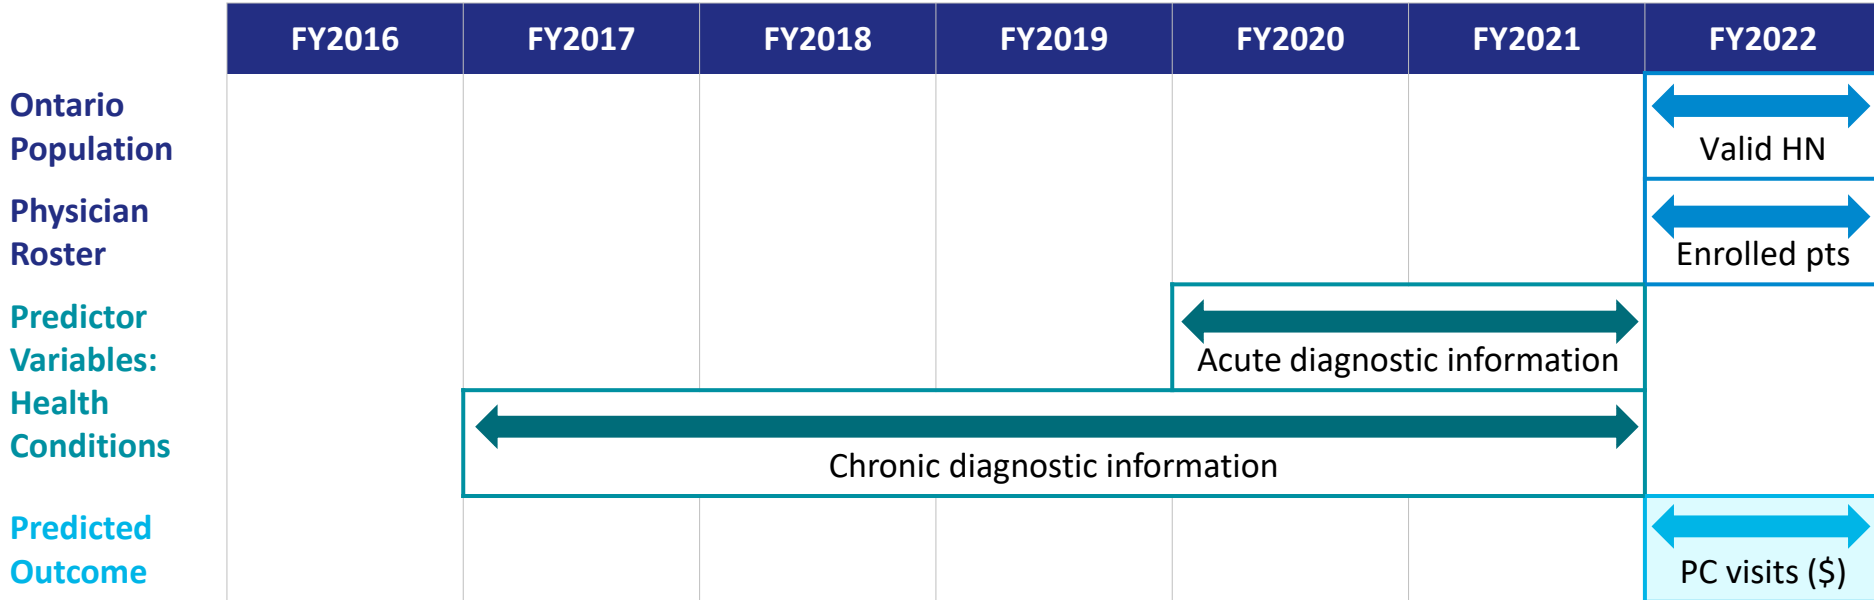 FY2016 FY2017 FY2018 FY2019 FY2020 FY2021 FY2022
Ontario
Population
Valid HN
Physician
Roster
Enrolled pts
Predictor
Variables:
Health
Conditions
Acute diagnostic information
Chronic diagnostic information
Predicted
Outcome
PC visits ($)